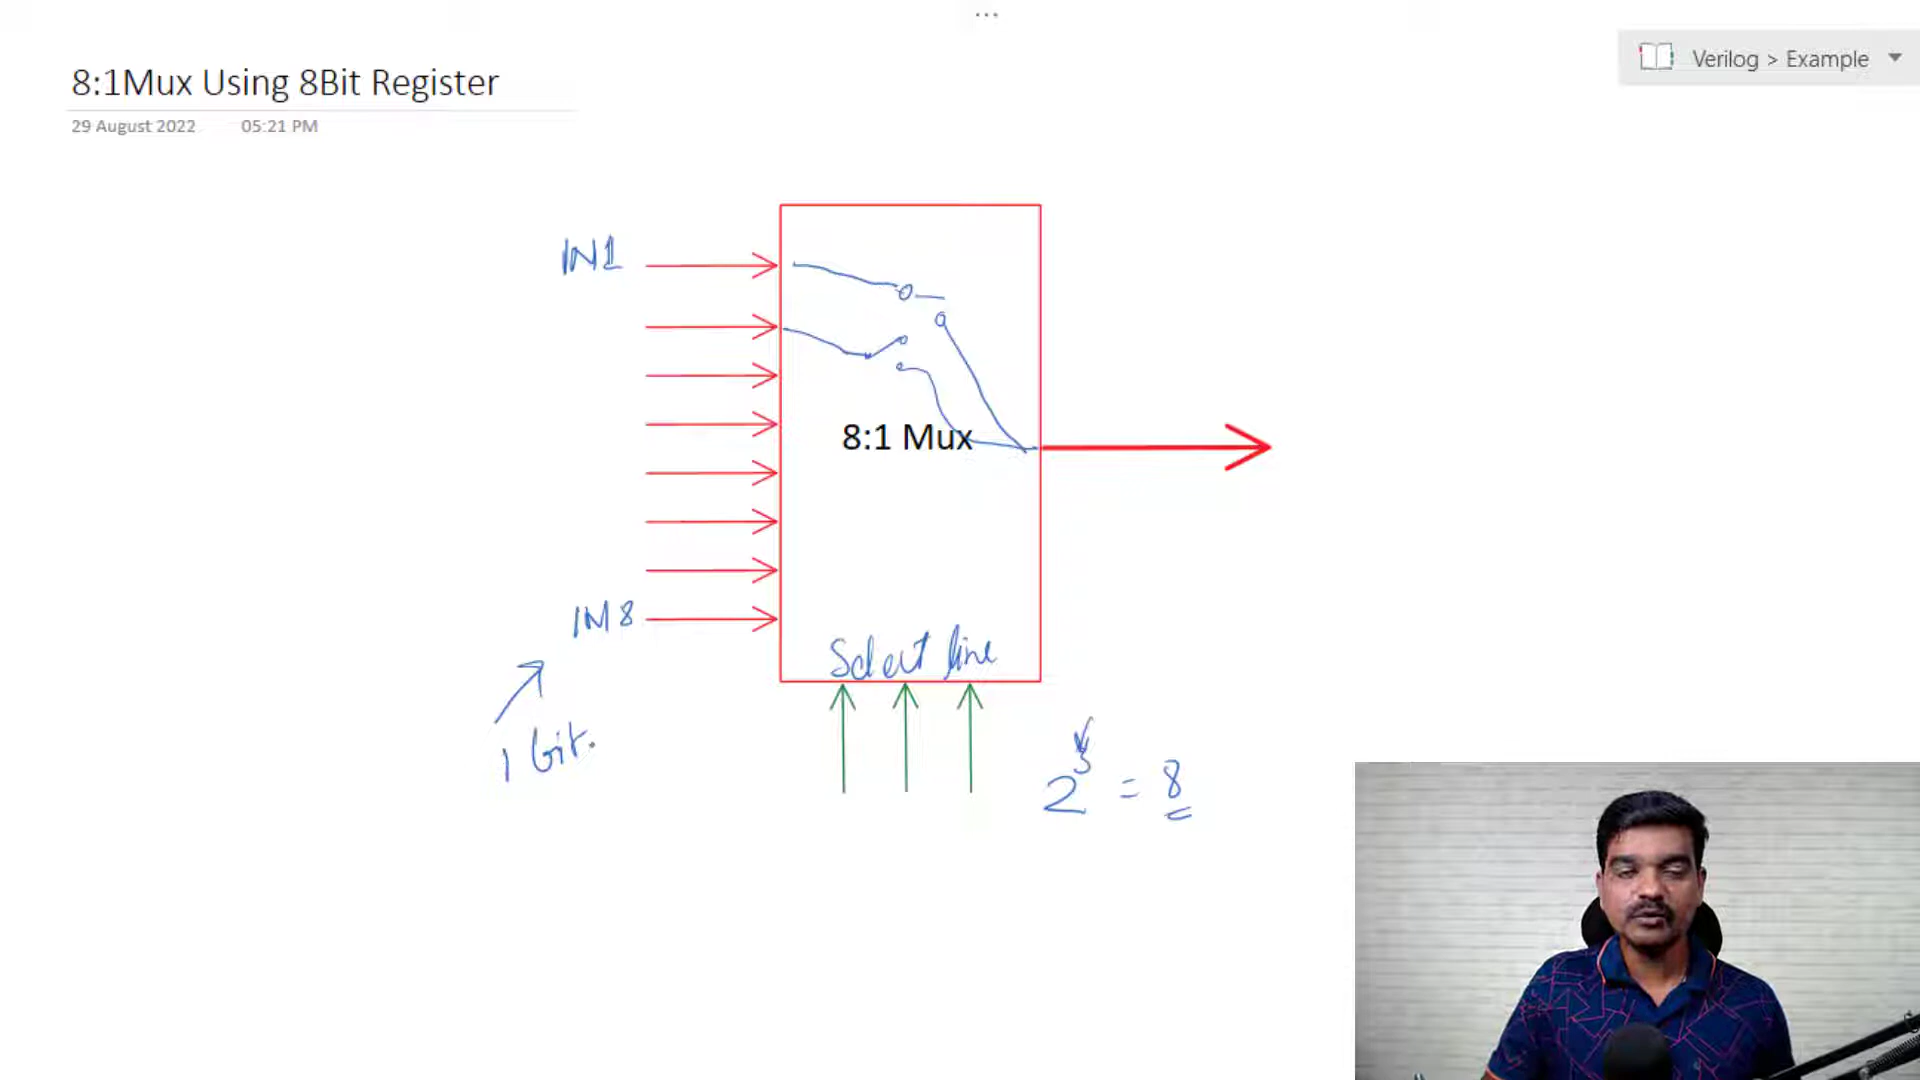 ...
Verilog > Example
8:1Mux Using 8Bit Register
29 August 2022 05:21 PM
IN1
8:1 Mux
IN8
Select line
1 bit.
2³ = 8